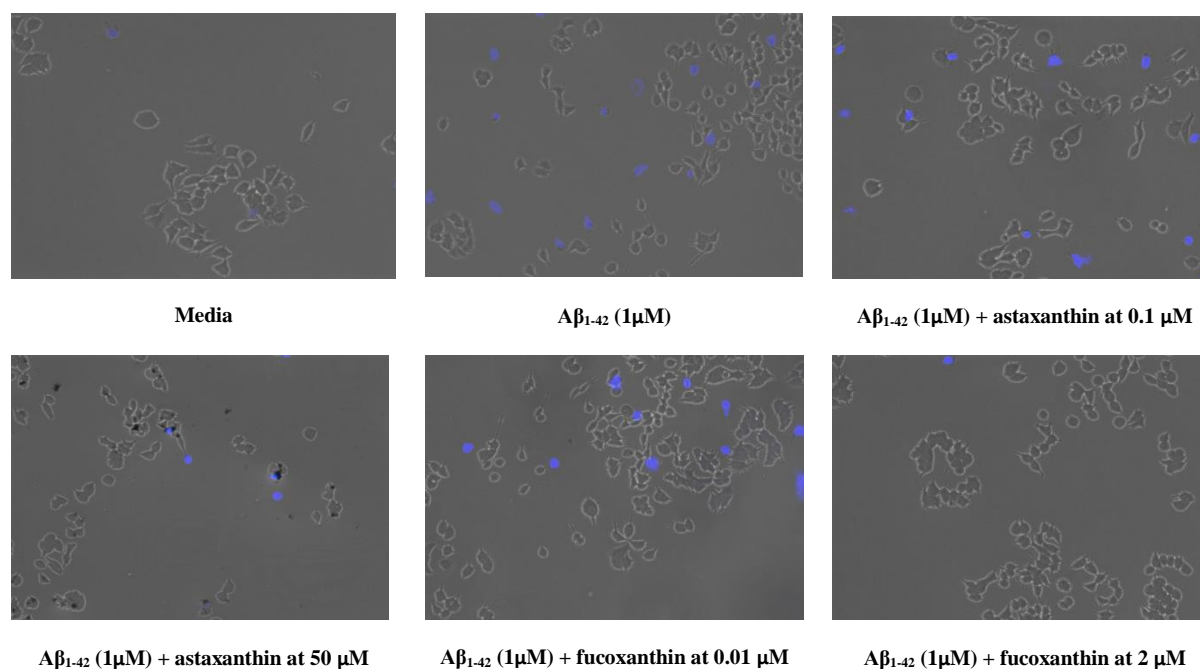 Media
Aβ₁₋₄₂ (1μM)
Aβ₁₋₄₂ (1μM) + astaxanthin at 0.1 μM
Aβ₁₋₄₂ (1μM) + astaxanthin at 50 μM
Aβ₁₋₄₂ (1μM) + fucoxanthin at 0.01 μM
Aβ₁₋₄₂ (1μM) + fucoxanthin at 2 μM